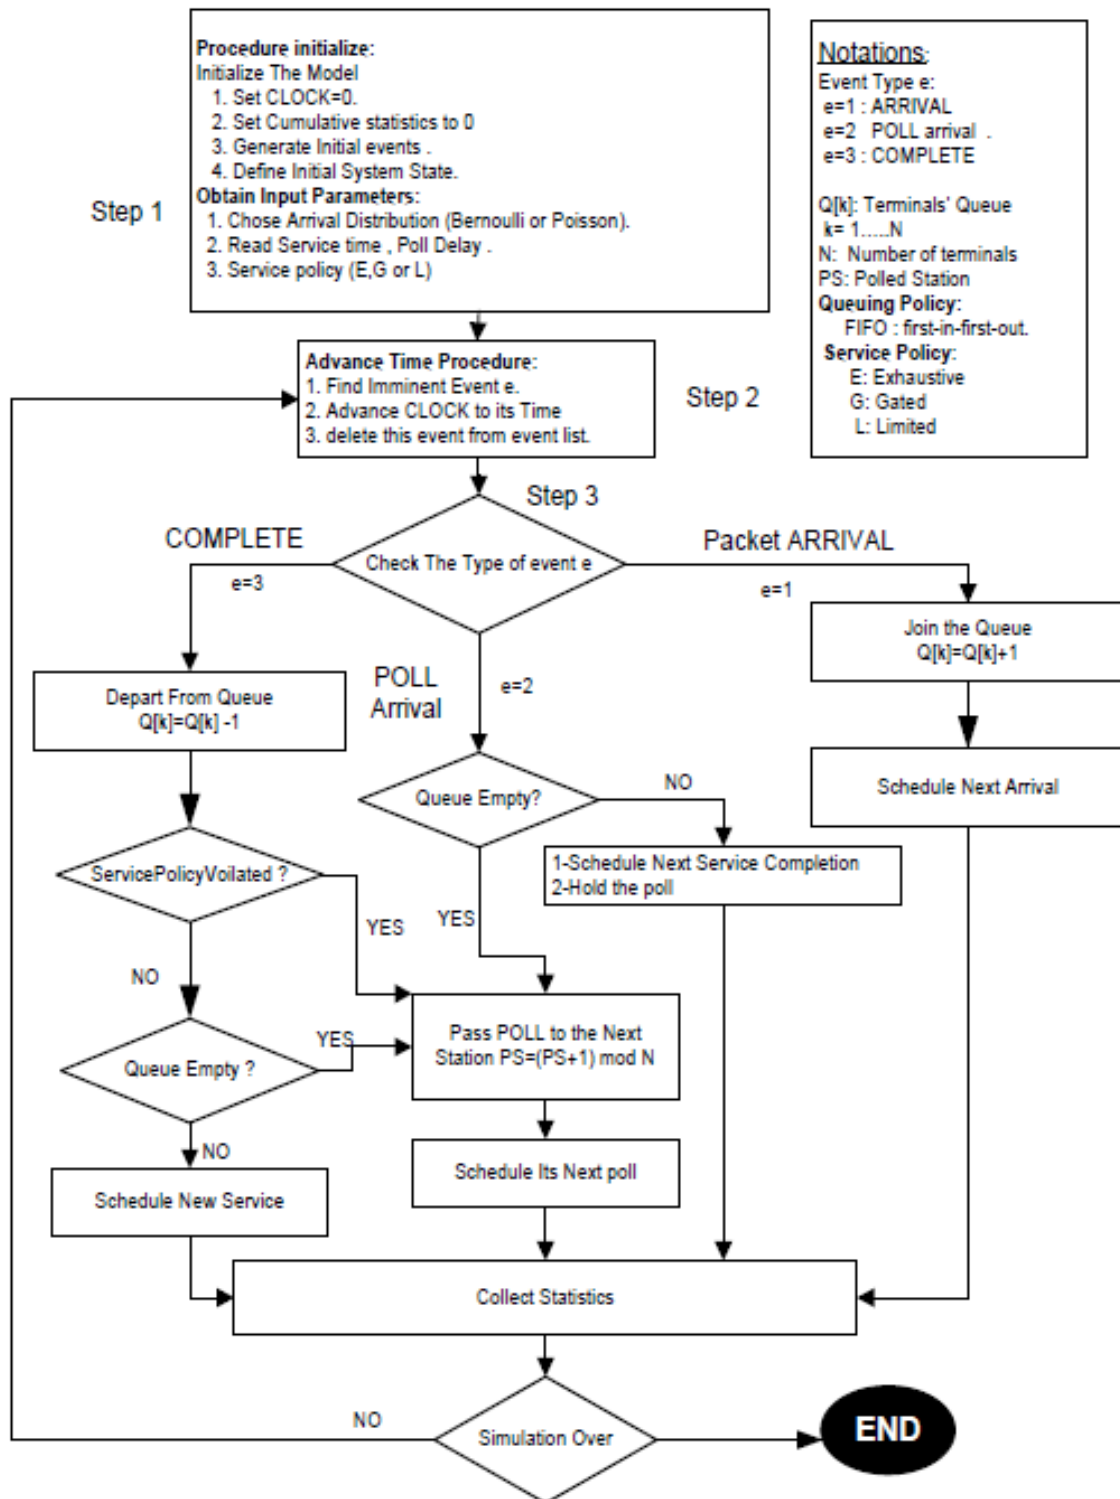 Procedure initialize:
Initialize The Model
1. Set CLOCK=0.
2. Set Cumulative statistics to 0
3. Generate Initial events .
4. Define Initial System State.
Obtain Input Parameters:
1. Chose Arrival Distribution (Bernoulli or Poisson).
2. Read Service time , Poll Delay .
3. Service policy (E,G or L)
Step 1
Notations:
Event Type e:
e=1 : ARRIVAL
e=2 POLL arrival .
e=3 : COMPLETE
Q[k]: Terminals' Queue
k= 1.....N
N: Number of terminals
PS: Polled Station
Queuing Policy:
FIFO : first-in-first-out.
Service Policy:
E: Exhaustive
G: Gated
L: Limited
Advance Time Procedure:
1. Find Imminent Event e.
2. Advance CLOCK to its Time
3. delete this event from event list.
Step 2
Step 3
Check The Type of event e
COMPLETE
e=3
Packet ARRIVAL
e=1
POLL
Arrival
e=2
Join the Queue
Q[k]=Q[k]+1
Schedule Next Arrival
Depart From Queue
Q[k]=Q[k] -1
Queue Empty?
NO
YES
1-Schedule Next Service Completion
2-Hold the poll
ServicePolicyVoilated ?
YES
NO
Queue Empty ?
YES
NO
Pass POLL to the Next
Station PS=(PS+1) mod N
Schedule Its Next poll
Schedule New Service
Collect Statistics
Simulation Over
NO
END